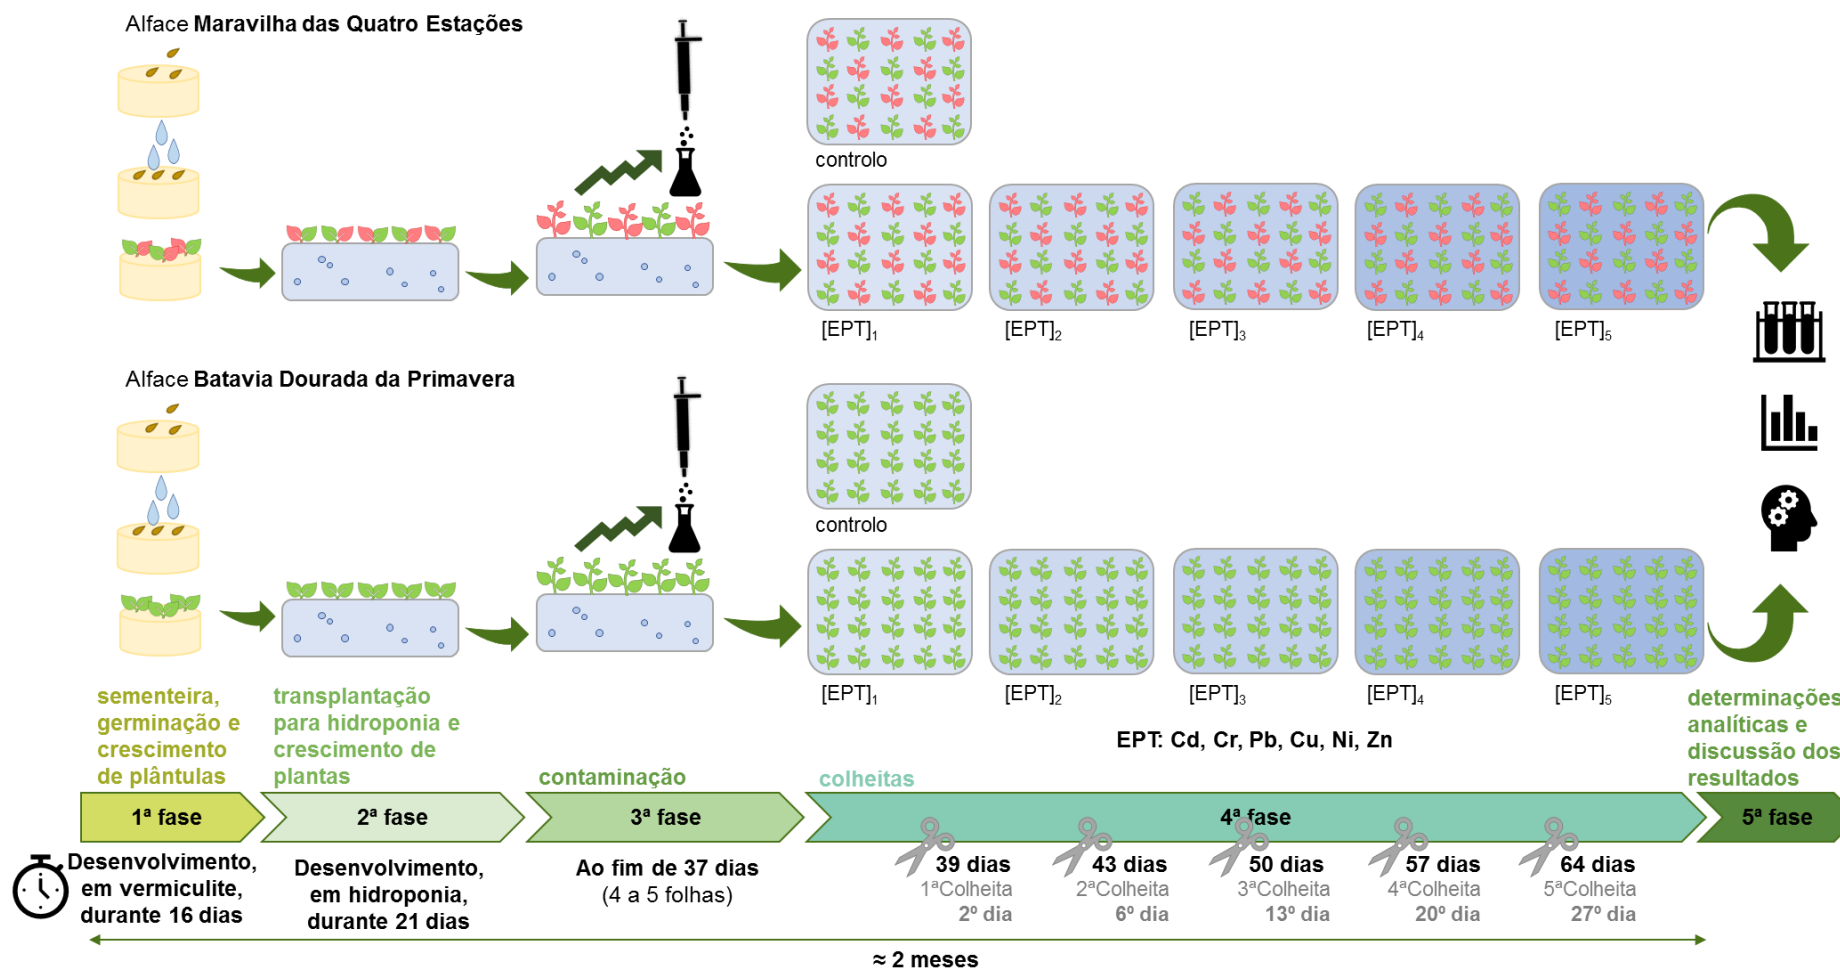 Alface Maravilha das Quatro Estações
controlo
[EPT]1
[EPT]2
[EPT]3
[EPT]4
[EPT]5
Alface Batavia Dourada da Primavera
controlo
[EPT]1
[EPT]2
[EPT]3
[EPT]4
[EPT]5
EPT: Cd, Cr, Pb, Cu, Ni, Zn
sementeira,
germinação e
crescimento
de plântulas
transplantação
para hidroponia e
crescimento de
plantas
contaminação
colheitas
determinações
analíticas e
discussão dos
resultados
1ª fase
2ª fase
3ª fase
4ª fase
5ª fase
Desenvolvimento,
em vermiculite,
durante 16 dias
Desenvolvimento,
em hidroponia,
durante 21 dias
Ao fim de 37 dias
(4 a 5 folhas)
39 dias
1ªColheita
2º dia
43 dias
2ªColheita
6º dia
50 dias
3ªColheita
13º dia
57 dias
4ªColheita
20º dia
64 dias
5ªColheita
27º dia
≈ 2 meses